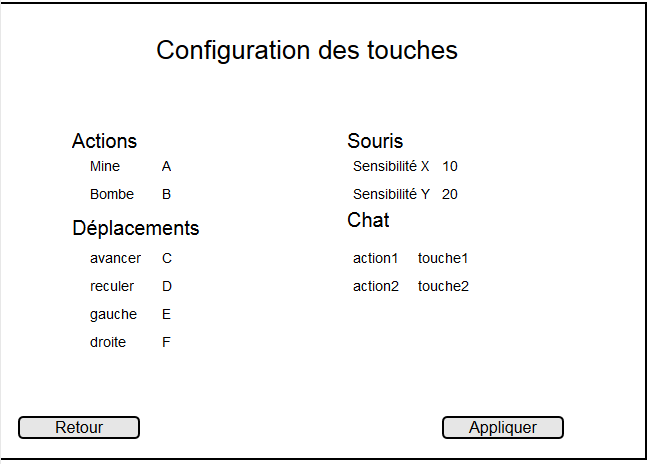 Configuration des touches
Actions
Mine A
Bombe B
Déplacements
avancer C
reculer D
gauche E
droite F
Souris
Sensibilité X 10
Sensibilité Y 20
Chat
action1 touche1
action2 touche2
Retour
Appliquer